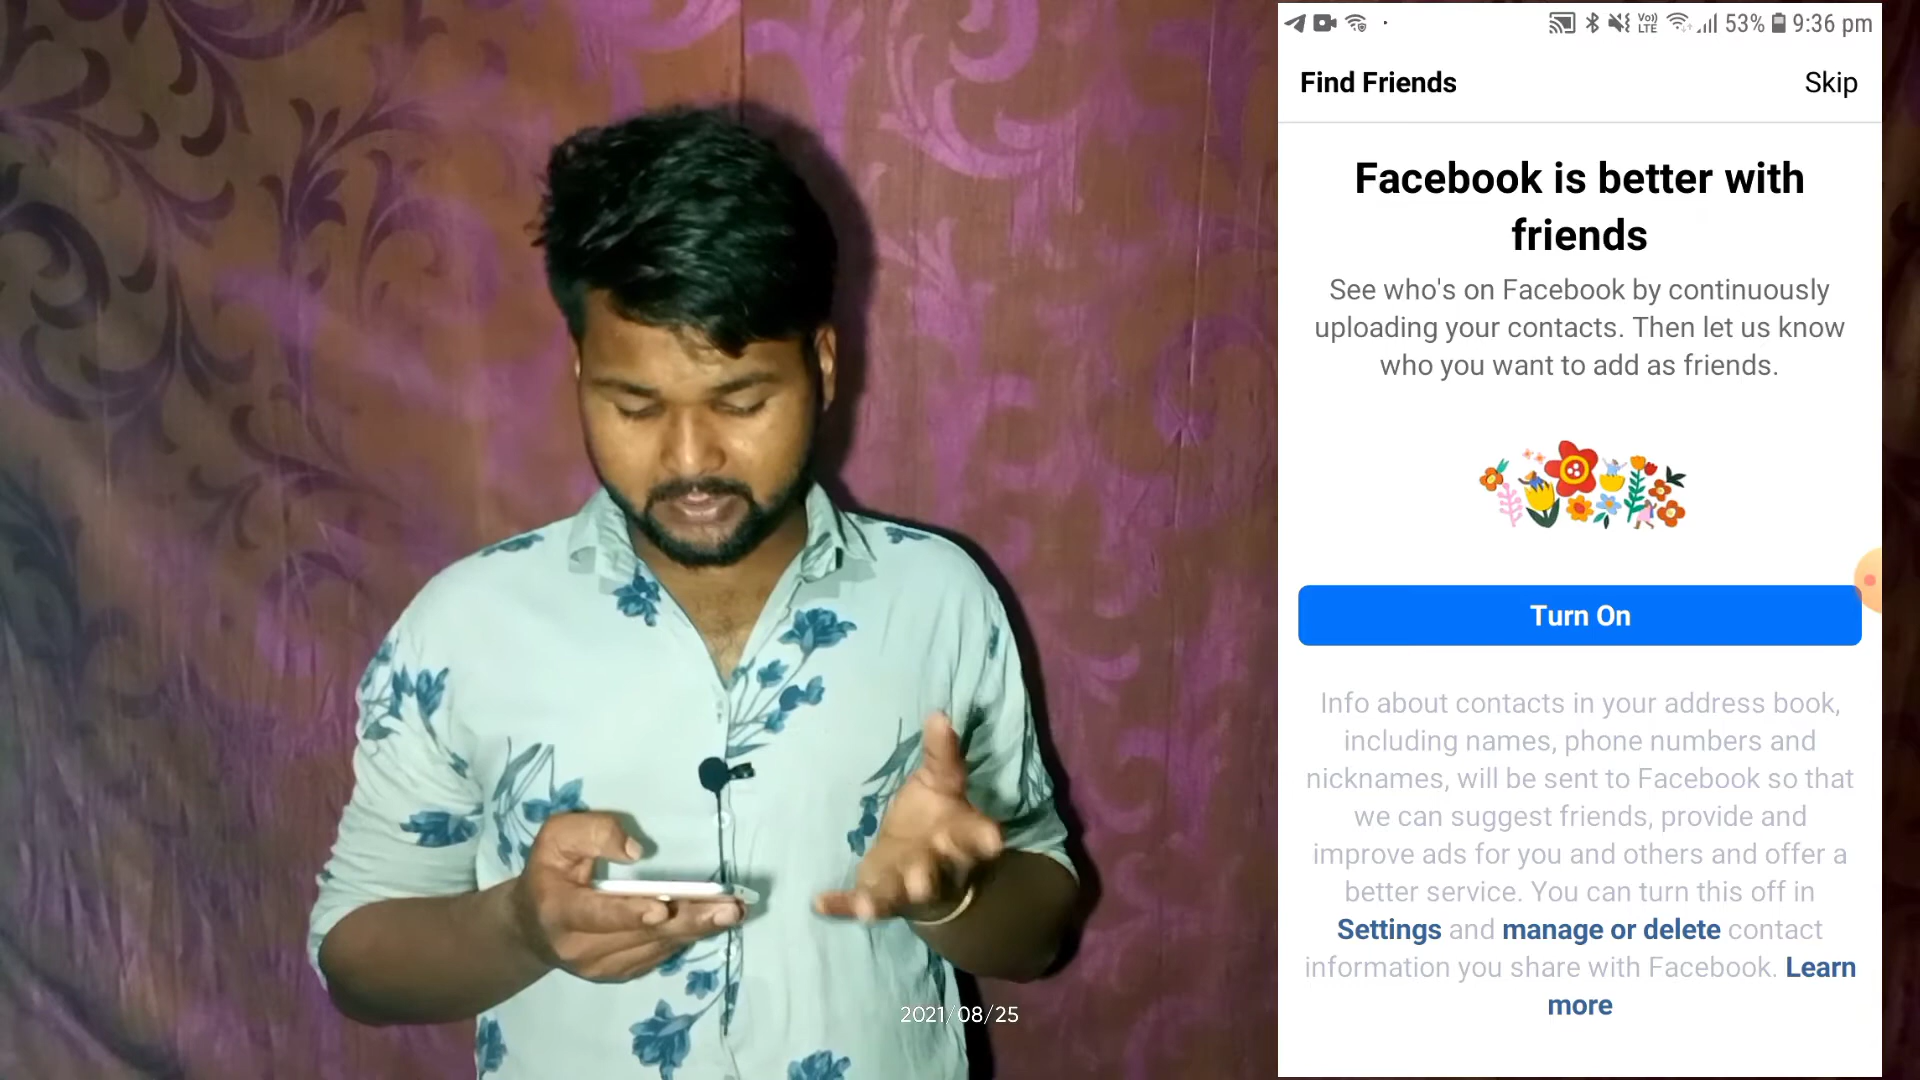 53% 9:36 pm
Find Friends Skip
Facebook is better with
friends
See who's on Facebook by continuously
uploading your contacts. Then let us know
who you want to add as friends.
Turn On
Info about contacts in your address book,
including names, phone numbers and
nicknames, will be sent to Facebook so that
we can suggest friends, provide and
improve ads for you and others and offer a
better service. You can turn this off in
Settings and manage or delete contact
information you share with Facebook. Learn
more
2021/08/25